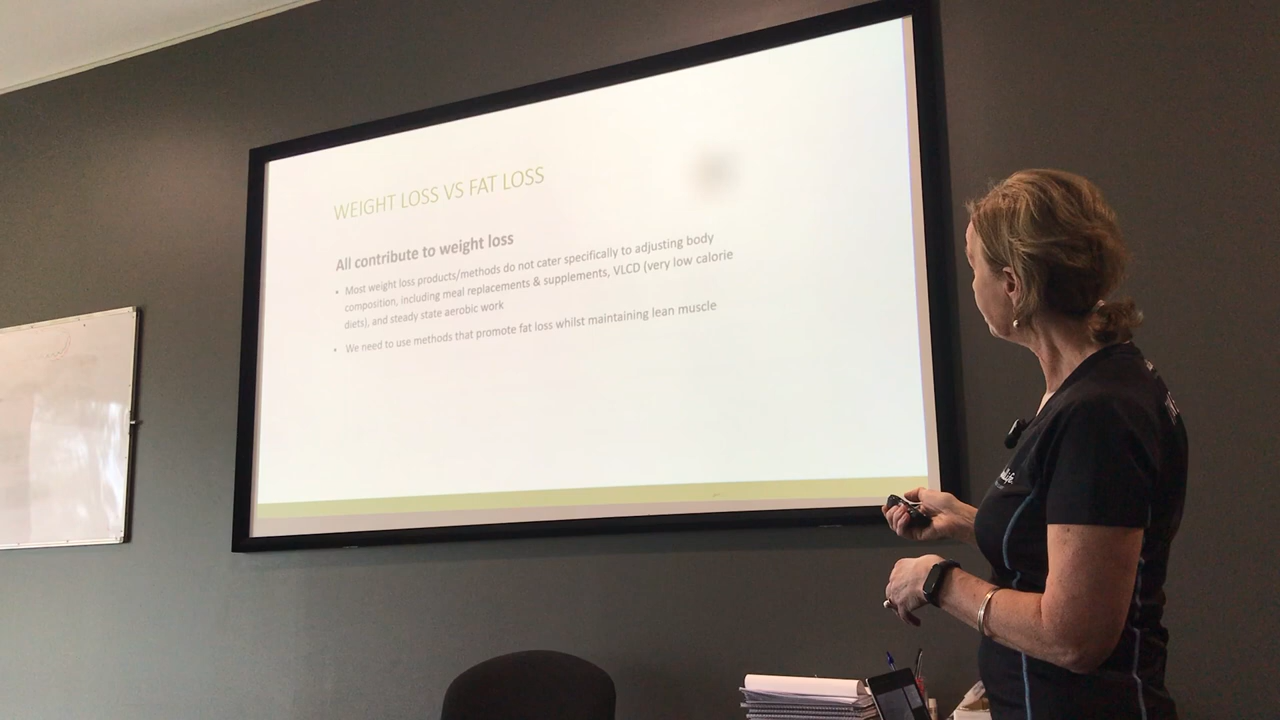 WEIGHT LOSS VS FAT LOSS
All contribute to weight loss
• Most weight loss products/methods do not cater specifically to adjusting body
composition, including meal replacements & supplements, VLCD (very low calorie
diets), and steady state aerobic work
• We need to use methods that promote fat loss whilst maintaining lean muscle